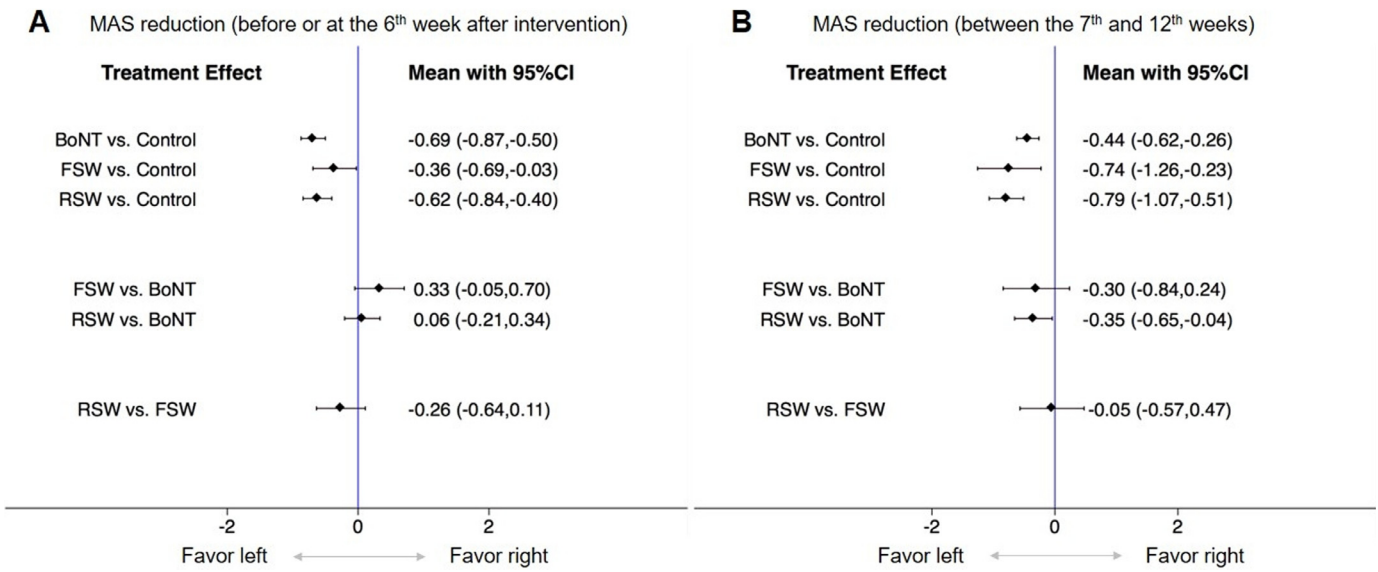 A MAS reduction (before or at the 6th week after intervention)
Treatment Effect Mean with 95%CI
BoNT vs. Control -0.69 (-0.87,-0.50)
FSW vs. Control -0.36 (-0.69,-0.03)
RSW vs. Control -0.62 (-0.84,-0.40)
FSW vs. BoNT 0.33 (-0.05,0.70)
RSW vs. BoNT 0.06 (-0.21,0.34)
RSW vs. FSW -0.26 (-0.64,0.11)
-2 0 2
Favor left Favor right
B MAS reduction (between the 7th and 12th weeks)
Treatment Effect Mean with 95%CI
BoNT vs. Control -0.44 (-0.62,-0.26)
FSW vs. Control -0.74 (-1.26,-0.23)
RSW vs. Control -0.79 (-1.07,-0.51)
FSW vs. BoNT -0.30 (-0.84,0.24)
RSW vs. BoNT -0.35 (-0.65,-0.04)
RSW vs. FSW -0.05 (-0.57,0.47)
-2 0 2
Favor left Favor right